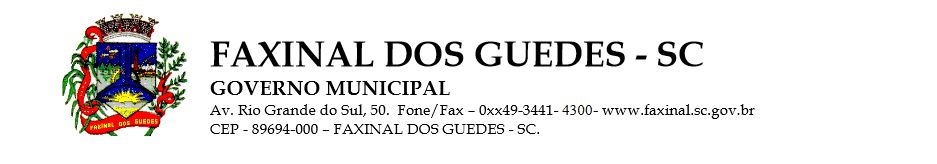 FAXINAL DOS GUEDES - SC
GOVERNO MUNICIPAL
Av. Rio Grande do Sul, 50.  Fone/Fax – 0xx49-3441- 4300- www.faxinal.sc.gov.br
CEP - 89694-000 – FAXINAL DOS GUEDES - SC.
FAXINAL DOS GUEDES